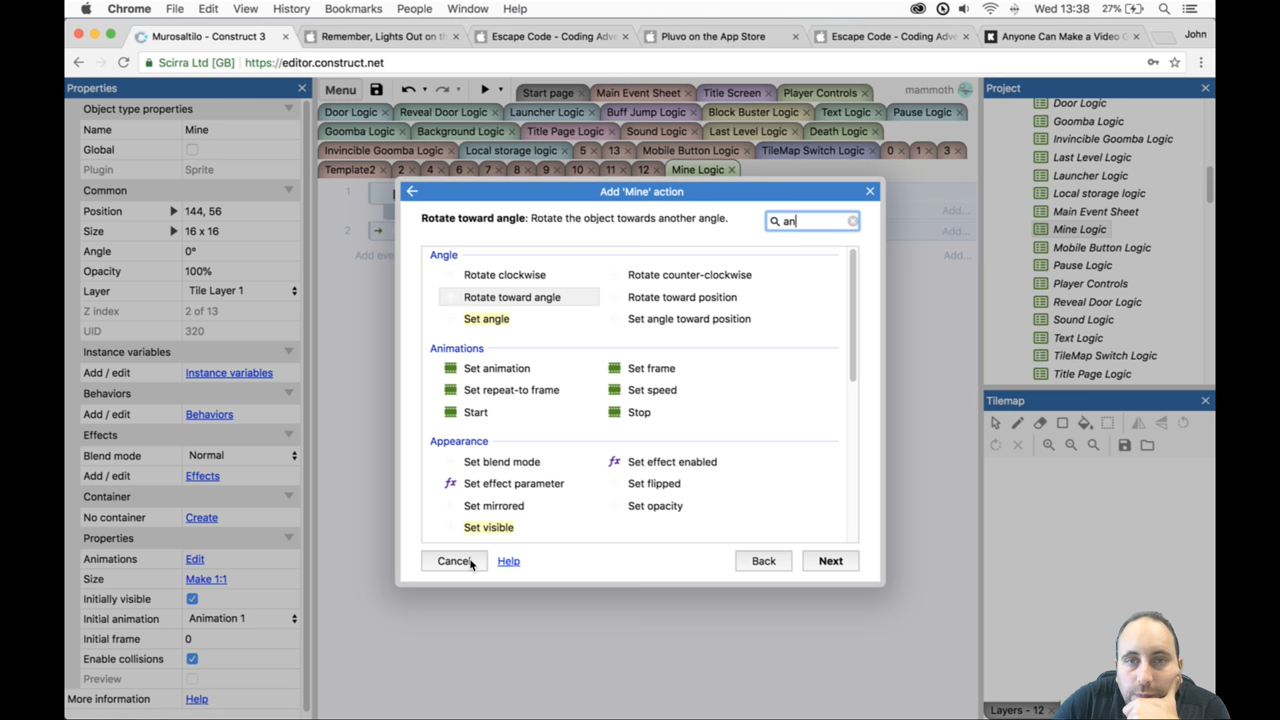 Chrome File Edit View History Bookmarks People Window Help
Wed 13:38 27%
Murosaltilo - Construct 3
Remember, Lights Out on th
Escape Code - Coding Adve
Pluvo on the App Store
Escape Code - Coding Adve
Anyone Can Make a Video G
John
Scirra Ltd [GB] https://editor.construct.net
Properties
Object type properties
Name Mine
Global
Plugin Sprite
Common
Position 144, 56
Size 16 x 16
Angle 0°
Opacity 100%
Layer Tile Layer 1
Z index 2 of 13
UID 320
Instance variables
Add / edit Instance variables
Behaviors
Add / edit Behaviors
Effects
Blend mode Normal
Add / edit Effects
Container
No container Create
Properties
Animations Edit
Size Make 1:1
Initially visible
Initial animation Animation 1
Initial frame 0
Enable collisions
Preview
More information Help
Menu Start page Main Event Sheet Title Screen Player Controls mammoth
Door Logic Reveal Door Logic Launcher Logic Buff Jump Logic Block Buster Logic Text Logic Pause Logic
Goomba Logic Background Logic Title Page Logic Sound Logic Last Level Logic Death Logic
Invincible Goomba Logic Local storage logic 5 13 Mobile Button Logic TileMap Switch Logic 0 1 3
Template2 2 4 6 7 8 9 10 11 12 Mine Logic
1
Add...
2
Add eve
Add...
Add 'Mine' action
Rotate toward angle: Rotate the object towards another angle.
an
Angle
Rotate clockwise Rotate counter-clockwise
Rotate toward angle Rotate toward position
Set angle Set angle toward position
Animations
Set animation Set frame
Set repeat-to frame Set speed
Start Stop
Appearance
Set blend mode fx Set effect enabled
fx Set effect parameter Set flipped
Set mirrored Set opacity
Set visible
Cancel Help Back Next
Project
Door Logic
Goomba Logic
Invincible Goomba Logic
Last Level Logic
Launcher Logic
Local storage logic
Main Event Sheet
Mine Logic
Mobile Button Logic
Pause Logic
Player Controls
Reveal Door Logic
Sound Logic
Text Logic
TileMap Switch Logic
Title Page Logic
Tilemap
Layers - 12